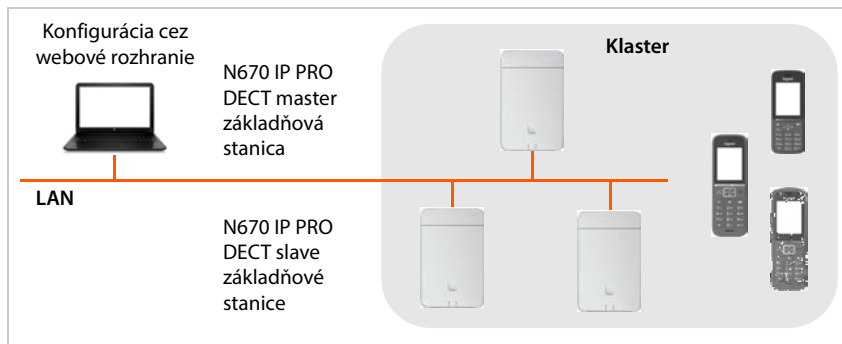 Konfigurácia cez
webové rozhranie
N670 IP PRO
DECT master
základňová
stanica
Klaster
LAN
N670 IP PRO
DECT slave
základňové
stanice